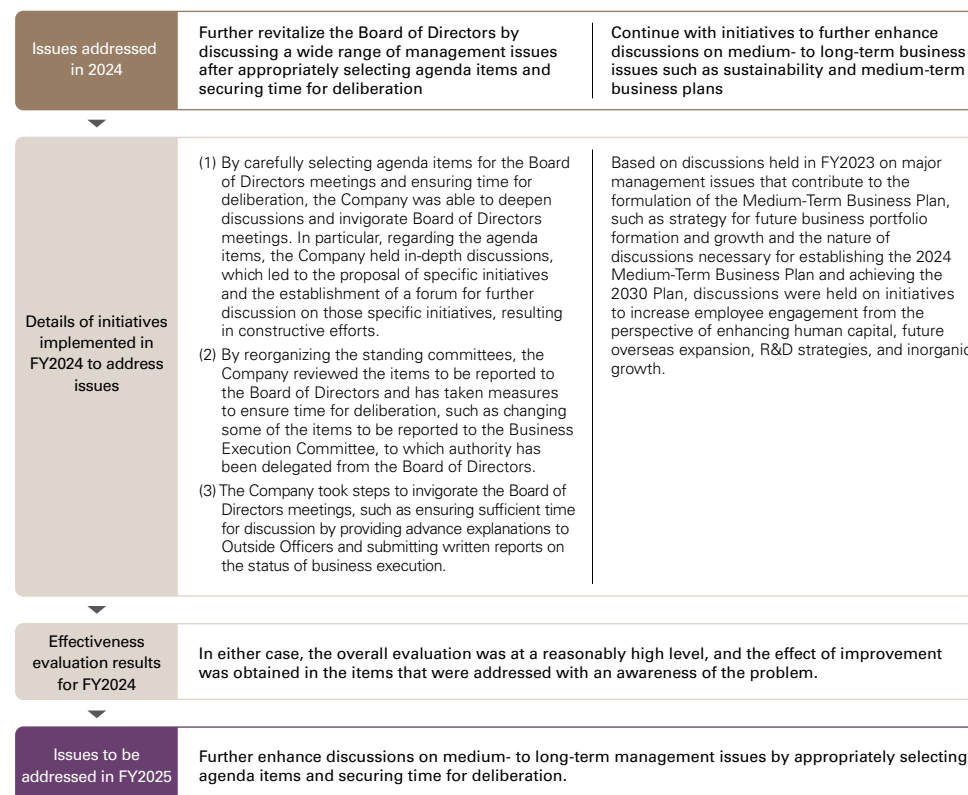 Issues addressed
in 2024
Further revitalize the Board of Directors by
discussing a wide range of management issues
after appropriately selecting agenda items and
securing time for deliberation
Continue with initiatives to further enhance
discussions on medium- to long-term business
issues such as sustainability and medium-term
business plans
Details of initiatives
implemented in
FY2024 to address
issues
(1) By carefully selecting agenda items for the Board
of Directors meetings and ensuring time for
deliberation, the Company was able to deepen
discussions and invigorate Board of Directors
meetings. In particular, regarding the agenda
items, the Company held in-depth discussions,
which led to the proposal of specific initiatives
and the establishment of a forum for further
discussion on those specific initiatives, resulting
in constructive efforts.
(2) By reorganizing the standing committees, the
Company reviewed the items to be reported to
the Board of Directors and has taken measures
to ensure time for deliberation, such as changing
some of the items to be reported to the Business
Execution Committee, to which authority has
been delegated from the Board of Directors.
(3) The Company took steps to invigorate the Board of
Directors meetings, such as ensuring sufficient time
for discussion by providing advance explanations to
Outside Officers and submitting written reports on
the status of business execution.
Based on discussions held in FY2023 on major
management issues that contribute to the
formulation of the Medium-Term Business Plan,
such as strategy for future business portfolio
formation and growth and the nature of
discussions necessary for establishing the 2024
Medium-Term Business Plan and achieving the
2030 Plan, discussions were held on initiatives
to increase employee engagement from the
perspective of enhancing human capital, future
overseas expansion, R&D strategies, and inorganic
growth.
Effectiveness
evaluation results
for FY2024
In either case, the overall evaluation was at a reasonably high level, and the effect of improvement
was obtained in the items that were addressed with an awareness of the problem.
Issues to be
addressed in FY2025
Further enhance discussions on medium- to long-term management issues by appropriately selecting
agenda items and securing time for deliberation.